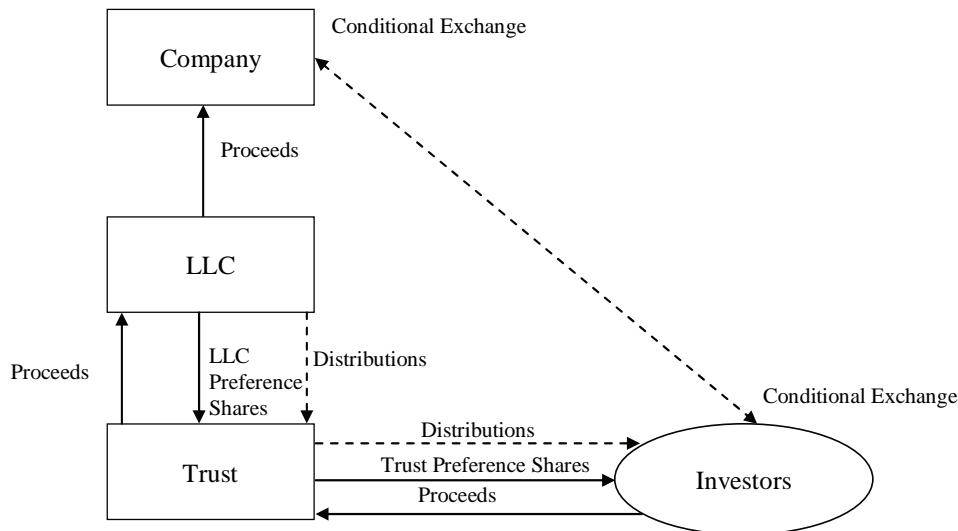 Conditional Exchange
Company
Proceeds
LLC
Proceeds
LLC
Preference
Shares
Distributions
Conditional Exchange
Trust
Distributions
Trust Preference Shares
Proceeds
Investors